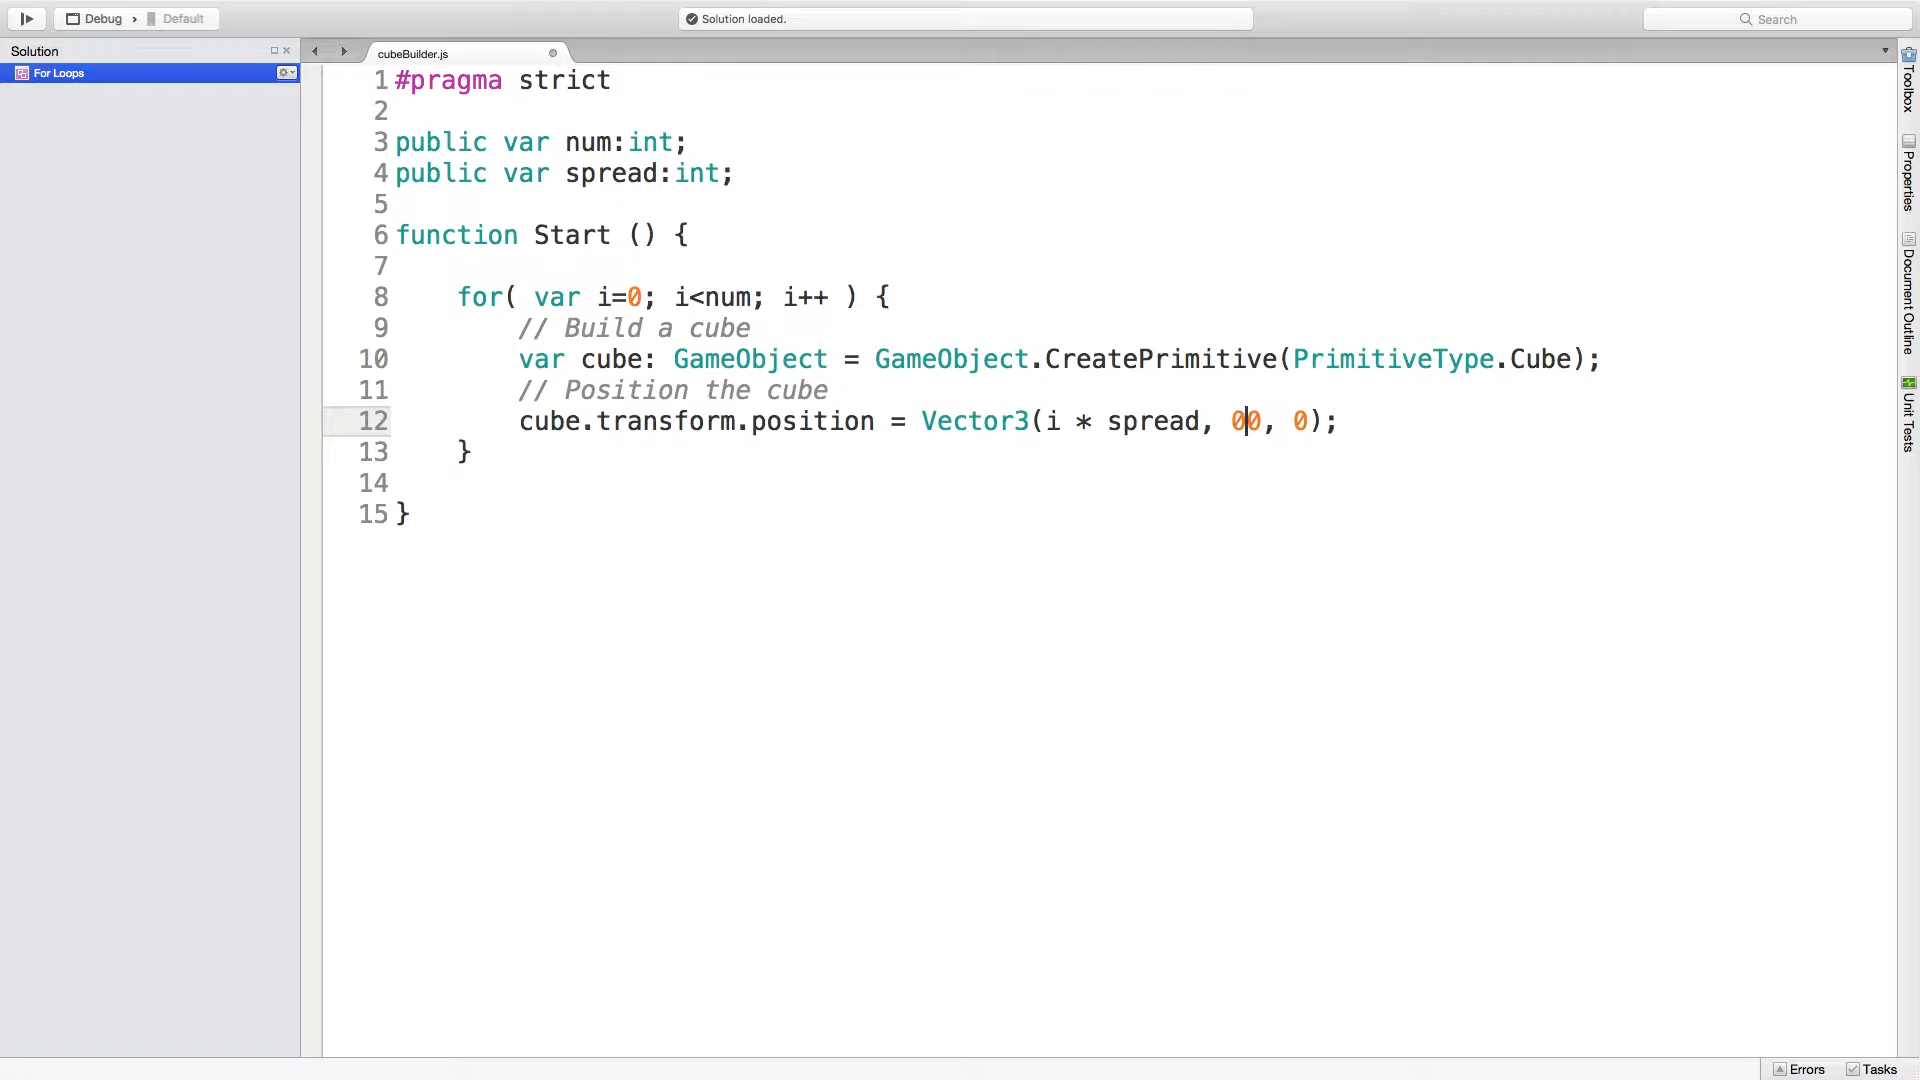 Debug › Default
Solution loaded.
Search
Solution
For Loops
cubeBuilder.js
1 #pragma strict
2
3 public var num:int;
4 public var spread:int;
5
6 function Start () {
7
8 for( var i=0; i<num; i++ ) {
9 // Build a cube
10 var cube: GameObject = GameObject.CreatePrimitive(PrimitiveType.Cube);
11 // Position the cube
12 cube.transform.position = Vector3(i * spread, 00, 0);
13 }
14
15 }
Toolbox
Properties
Document Outline
Unit Tests
Errors
Tasks